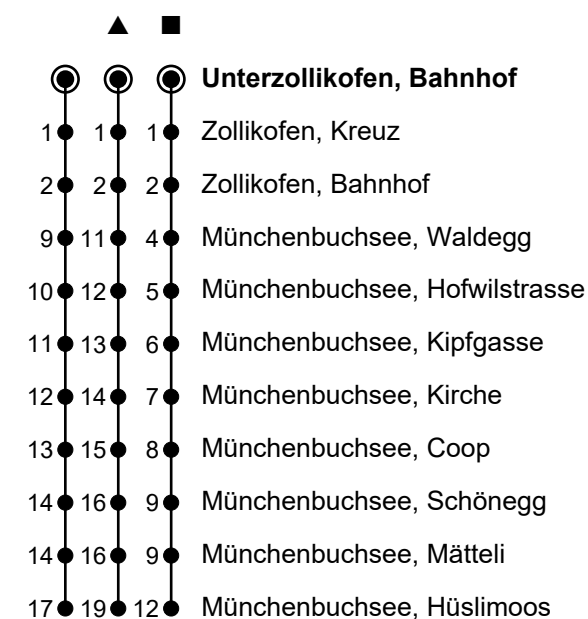 ▲ ■
Unterzollikofen, Bahnhof
1 1 1 Zollikofen, Kreuz
2 2 2 Zollikofen, Bahnhof
9 11 4 Münchenbuchsee, Waldegg
10 12 5 Münchenbuchsee, Hofwilstrasse
11 13 6 Münchenbuchsee, Kipfgasse
12 14 7 Münchenbuchsee, Kirche
13 15 8 Münchenbuchsee, Coop
14 16 9 Münchenbuchsee, Schönegg
14 16 9 Münchenbuchsee, Mätteli
17 19 12 Münchenbuchsee, Hüslimoos